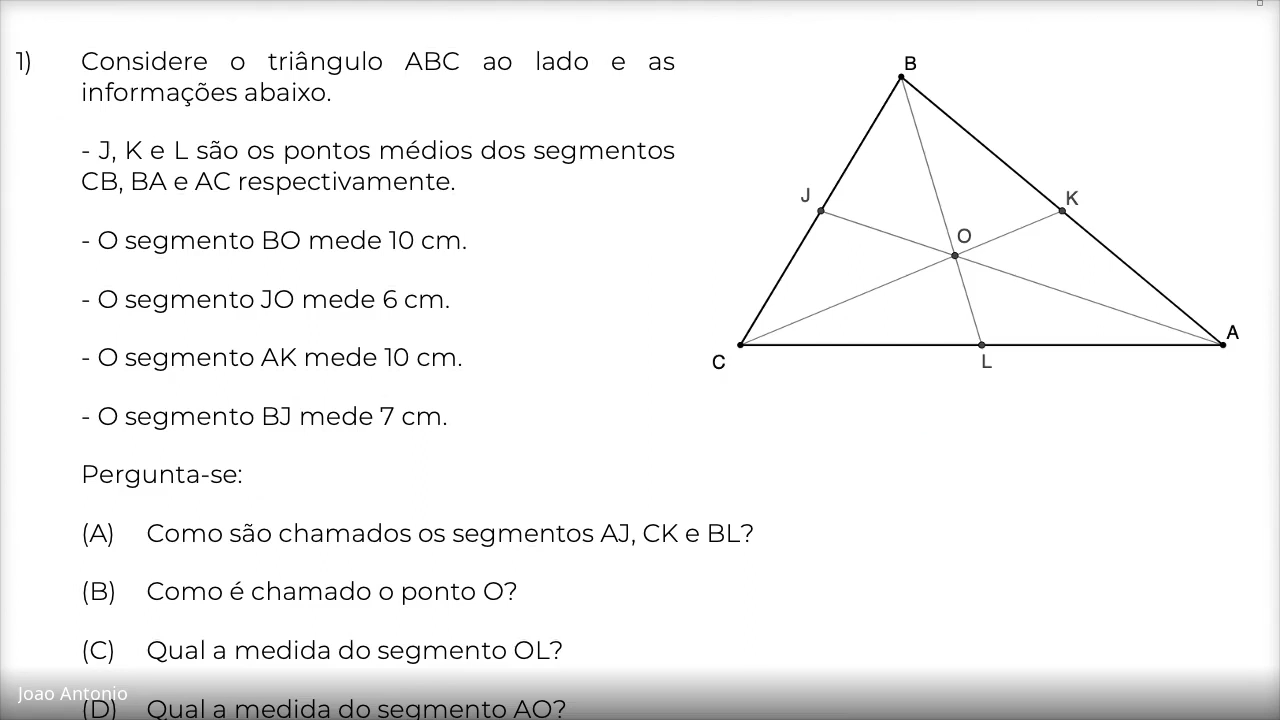 1) Considere o triângulo ABC ao lado e as
informações abaixo.
- J, K e L são os pontos médios dos segmentos
CB, BA e AC respectivamente.
- O segmento BO mede 10 cm.
- O segmento JO mede 6 cm.
- O segmento AK mede 10 cm.
- O segmento BJ mede 7 cm.
Pergunta-se:
(A) Como são chamados os segmentos AJ, CK e BL?
(B) Como é chamado o ponto O?
(C) Qual a medida do segmento OL?
(D) Qual a medida do segmento AO?
B
J
K
O
A
C
L
Joao Antonio